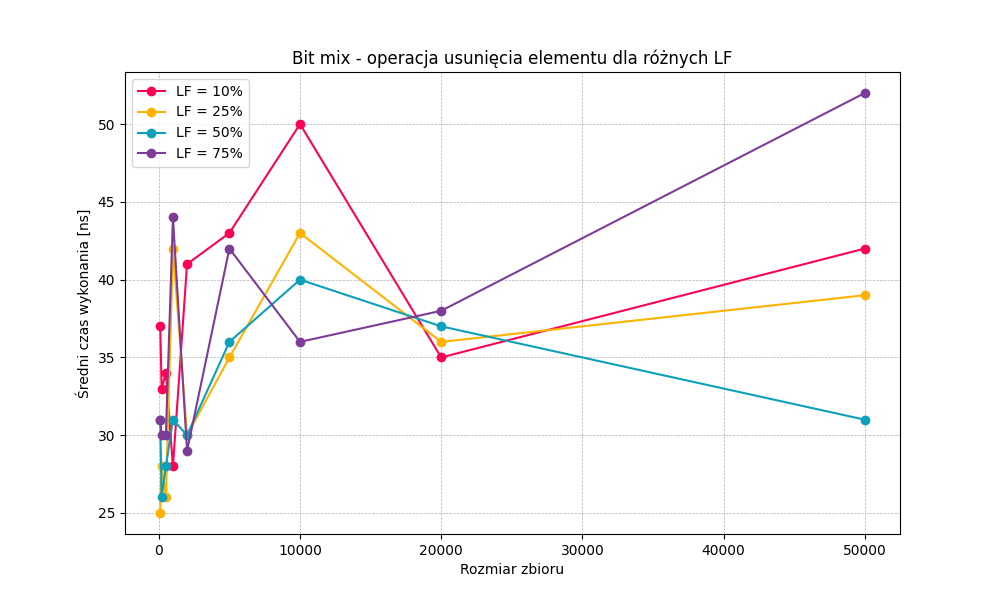 Bit mix - operacja usunięcia elementu dla różnych LF
LF = 10%
LF = 25%
LF = 50%
LF = 75%
Średni czas wykonania [ns]
50
45
40
35
30
25
0 10000 20000 30000 40000 50000
Rozmiar zbioru